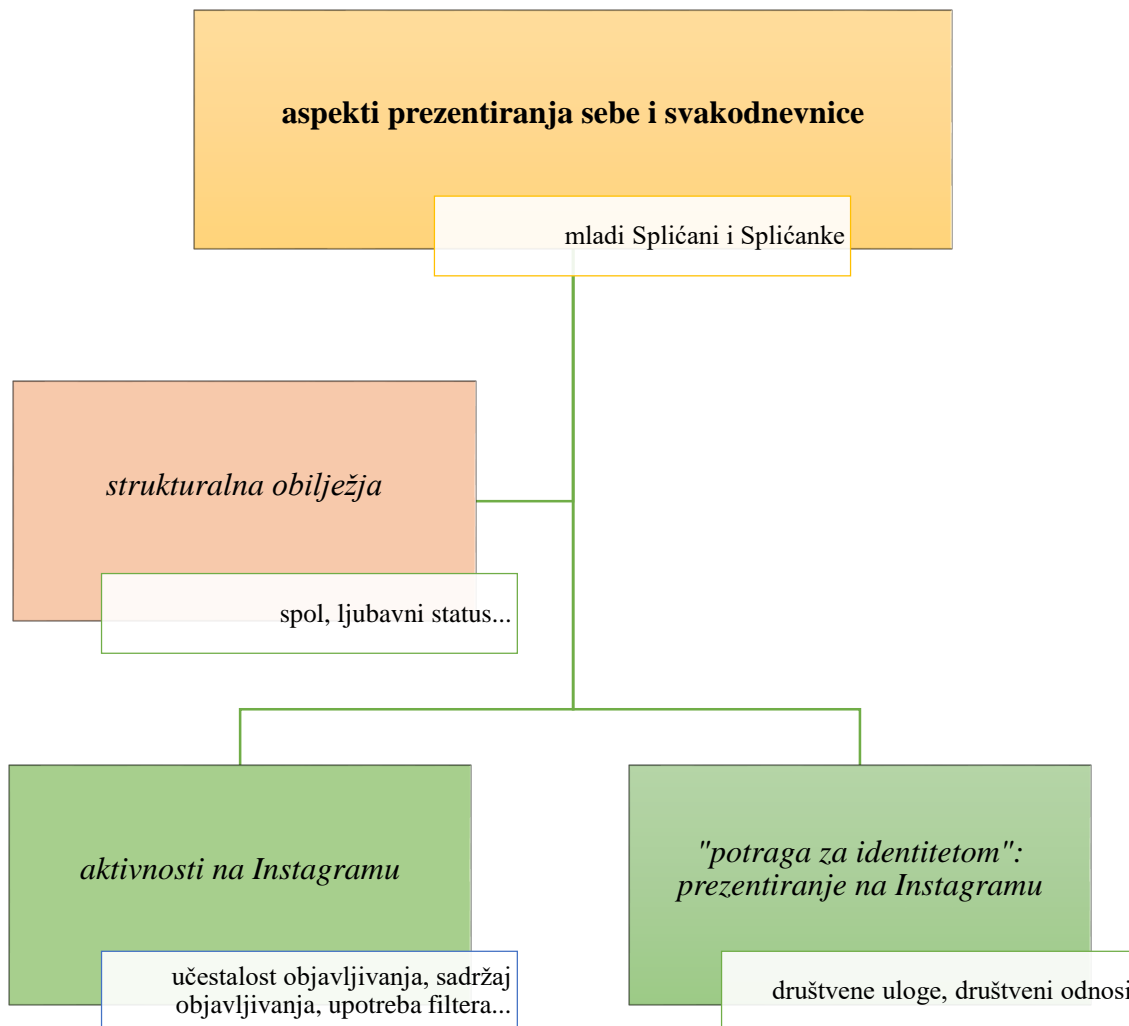 aspekti prezentiranja sebe i svakodnevnice
mladi Splićani i Splićanke
strukturalna obilježja
spol, ljubavni status...
aktivnosti na Instagramu
učestalost objavljivanja, sadržaj
objavljivanja, upotreba filtera...
"potraga za identitetom":
prezentiranje na Instagramu
društvene uloge, društveni odnosi